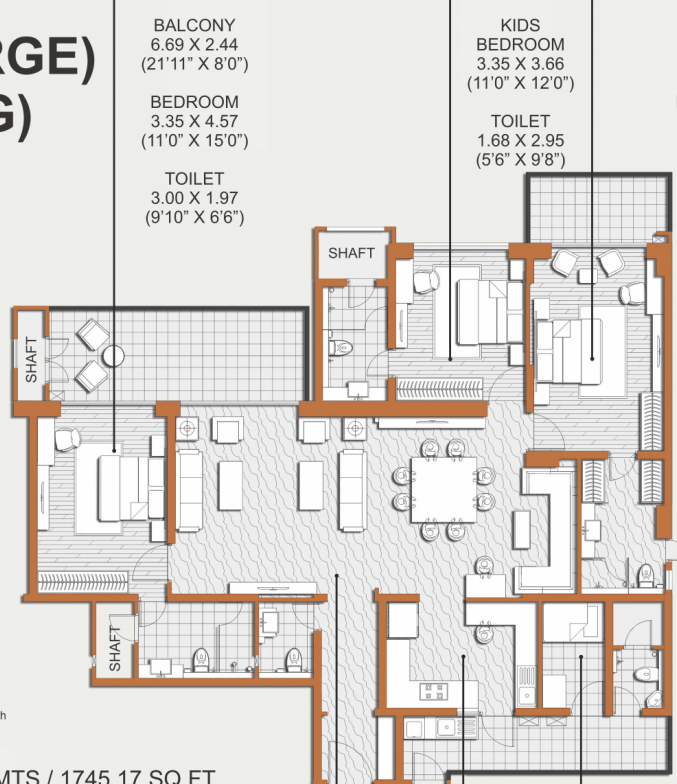 RGE)
G)
BALCONY
6.69 X 2.44
(21'11" X 8'0")
BEDROOM
3.35 X 4.57
(11'0" X 15'0")
TOILET
3.00 X 1.97
(9'10" X 6'6")
KIDS
BEDROOM
3.35 X 3.66
(11'0" X 12'0")
TOILET
1.68 X 2.95
(5'6" X 9'8")
SHAFT
SHAFT
SHAFT
h
MTS / 1745.17 SQ.FT.